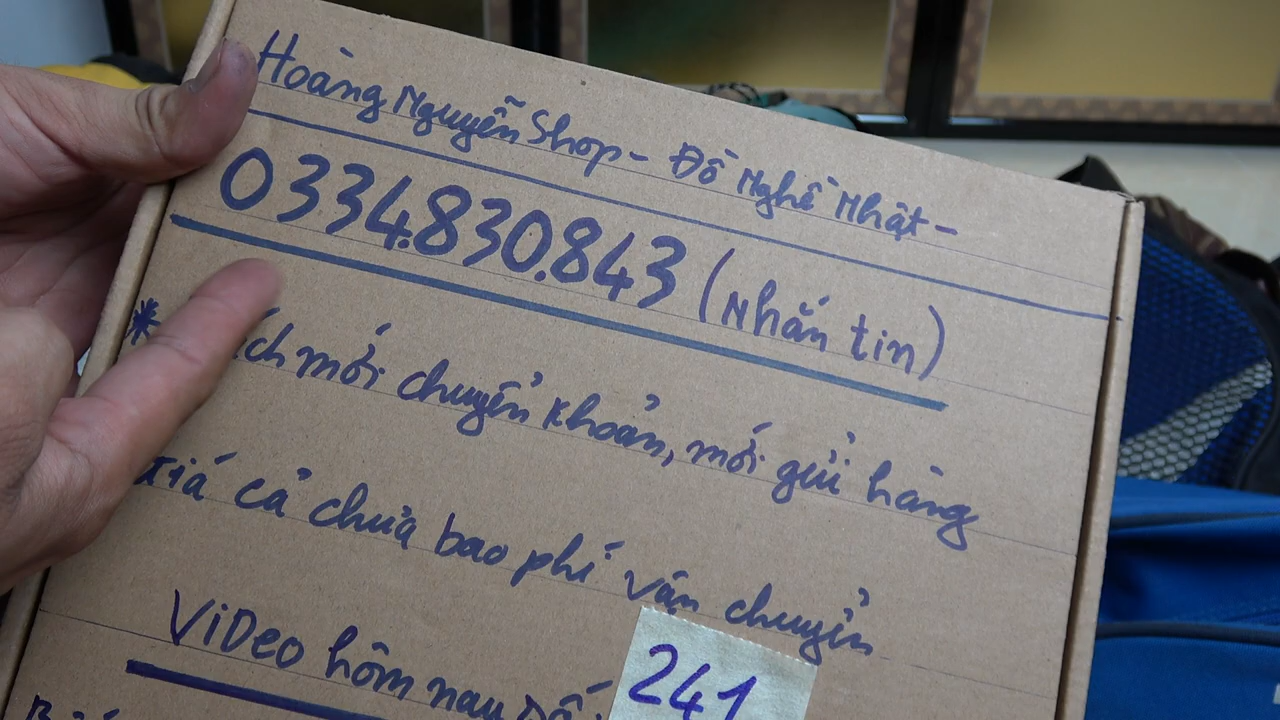 Hoàng Nguyễn Shop - Đồ Nghề Nhật -
0334.830.843 (Nhắn tin)
* mới chuyển khoản, mới gửi hàng
Giá cả chưa bao phí vận chuyển
ViDeo hôm nay
241